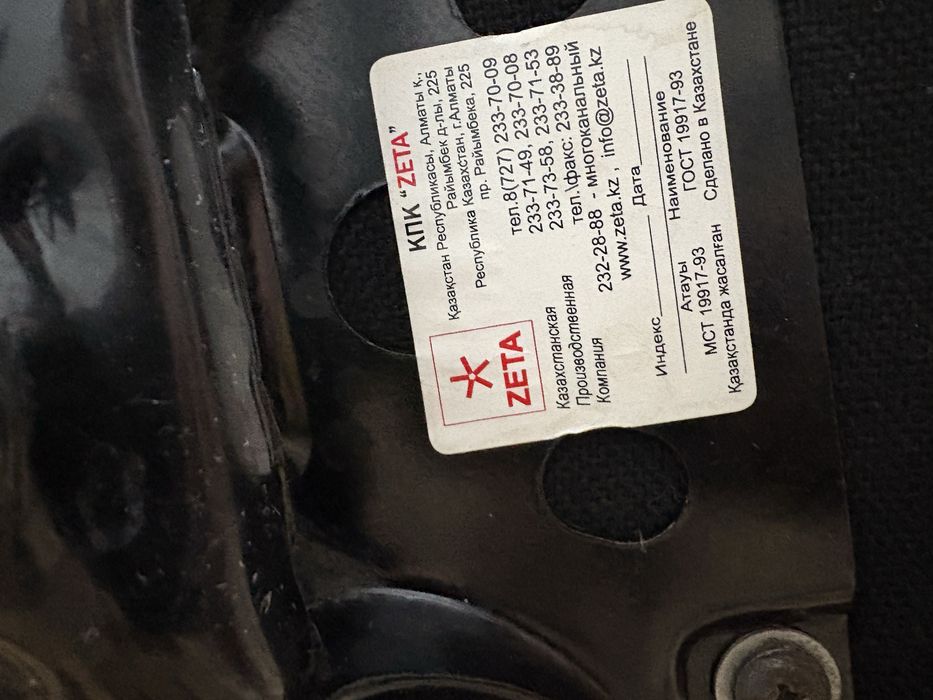 КПК “ZETA”
Қазақстан Республикасы, Алматы қ.,
Райымбек д-лы, 225
Республика Казахстан, г.Алматы
пр. Райымбека, 225
ZETA
тел.8(727) 233-70-09
233-71-49, 233-70-08
233-73-58, 233-71-53
тел.\факс: 233-38-89
Казахстанская
Производственная
Компания
232-28-88 - многоканальный
www.zeta.kz , info@zeta.kz
Индекс__________ дата________
Атауы Наименование
МСТ 19917-93 ГОСТ 19917-93
Қазақстанда жасалған Сделано в Казахстане